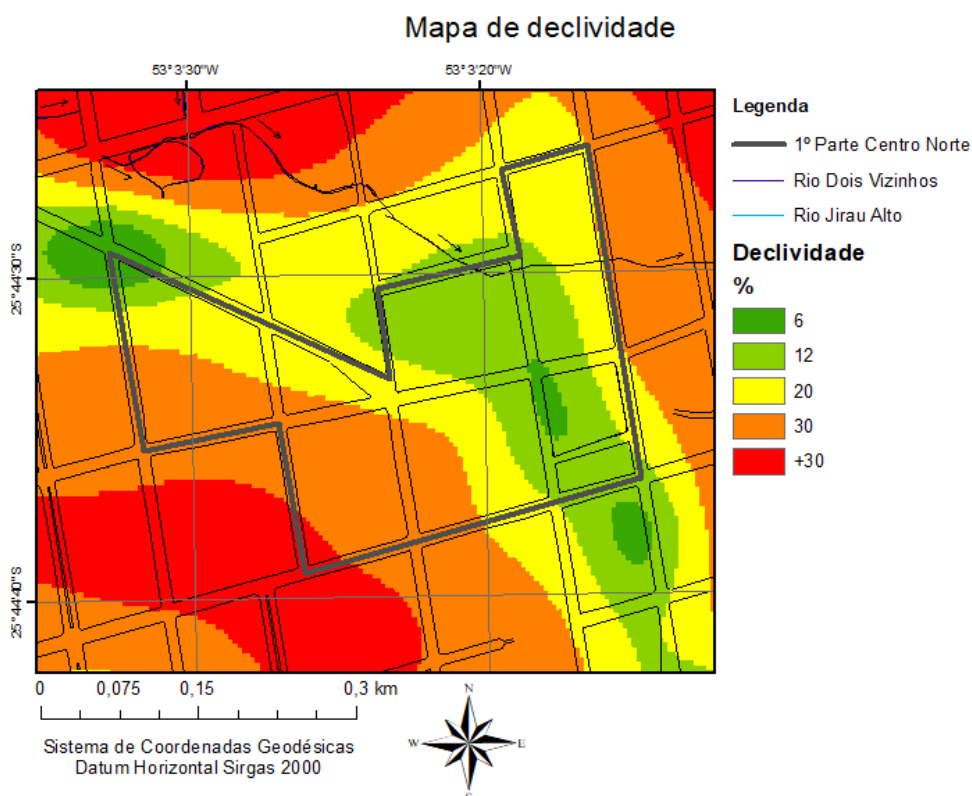 Mapa de declividade
53°3'30"W
53°3'20"W
25°44'30"S
25°44'40"S
Legenda
1º Parte Centro Norte
Rio Dois Vizinhos
Rio Jirau Alto
Declividade
%
6
12
20
30
+30
0 0,075 0,15 0,3 km
Sistema de Coordenadas Geodésicas
Datum Horizontal Sirgas 2000
N
W E
S